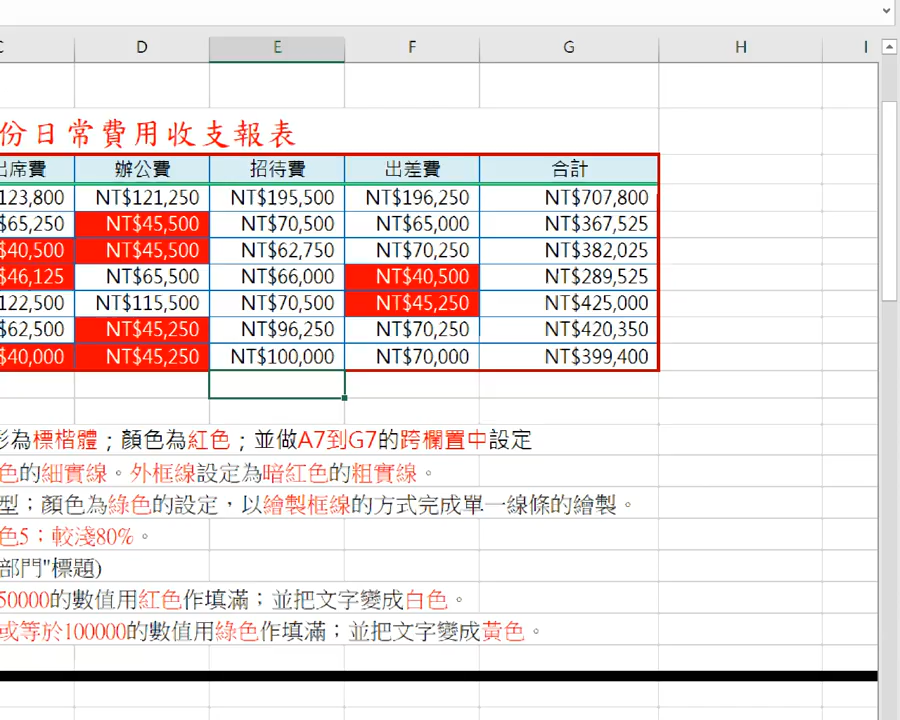 C D E F G H I
份日常費用收支報表
出席費 辦公費 招待費 出差費 合計
123,800 NT$121,250 NT$195,500 NT$196,250 NT$707,800
$65,250 NT$45,500 NT$70,500 NT$65,000 NT$367,525
$40,500 NT$45,500 NT$62,750 NT$70,250 NT$382,025
$46,125 NT$65,500 NT$66,000 NT$40,500 NT$289,525
122,500 NT$115,500 NT$70,500 NT$45,250 NT$425,000
$62,500 NT$45,250 NT$96,250 NT$70,250 NT$420,350
$40,000 NT$45,250 NT$100,000 NT$70,000 NT$399,400
形為標楷體；顏色為紅色；並做A7到G7的跨欄置中設定
色的細實線。外框線設定為暗紅色的粗實線。
型；顏色為綠色的設定，以繪製框線的方式完成單一線條的繪製。
色5；較淺80%。
部門"標題)
50000的數值用紅色作填滿；並把文字變成白色。
或等於100000的數值用綠色作填滿；並把文字變成黃色。